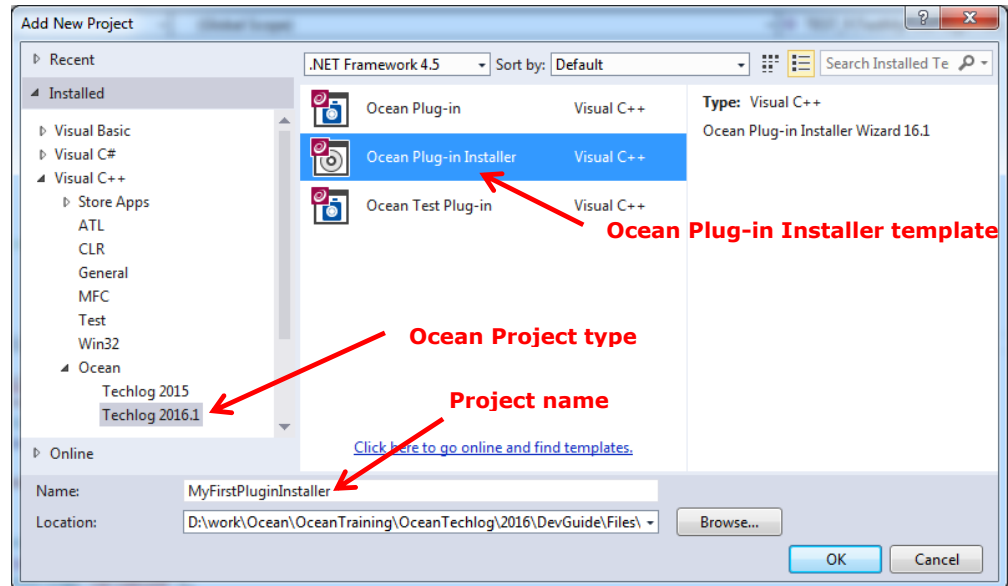 Add New Project
Recent
.NET Framework 4.5
Sort by:
Default
Search Installed Te
Installed
Visual Basic
Visual C#
Visual C++
Store Apps
ATL
CLR
General
MFC
Test
Win32
Ocean
Techlog 2015
Techlog 2016.1
Online
Ocean Plug-in Visual C++
Ocean Plug-in Installer Visual C++
Ocean Test Plug-in Visual C++
Type: Visual C++
Ocean Plug-in Installer Wizard 16.1
Ocean Plug-in Installer template
Ocean Project type
Project name
Click here to go online and find templates.
Name: MyFirstPluginInstaller
Location: D:\work\Ocean\OceanTraining\OceanTechlog\2016\DevGuide\Files\
Browse...
OK
Cancel